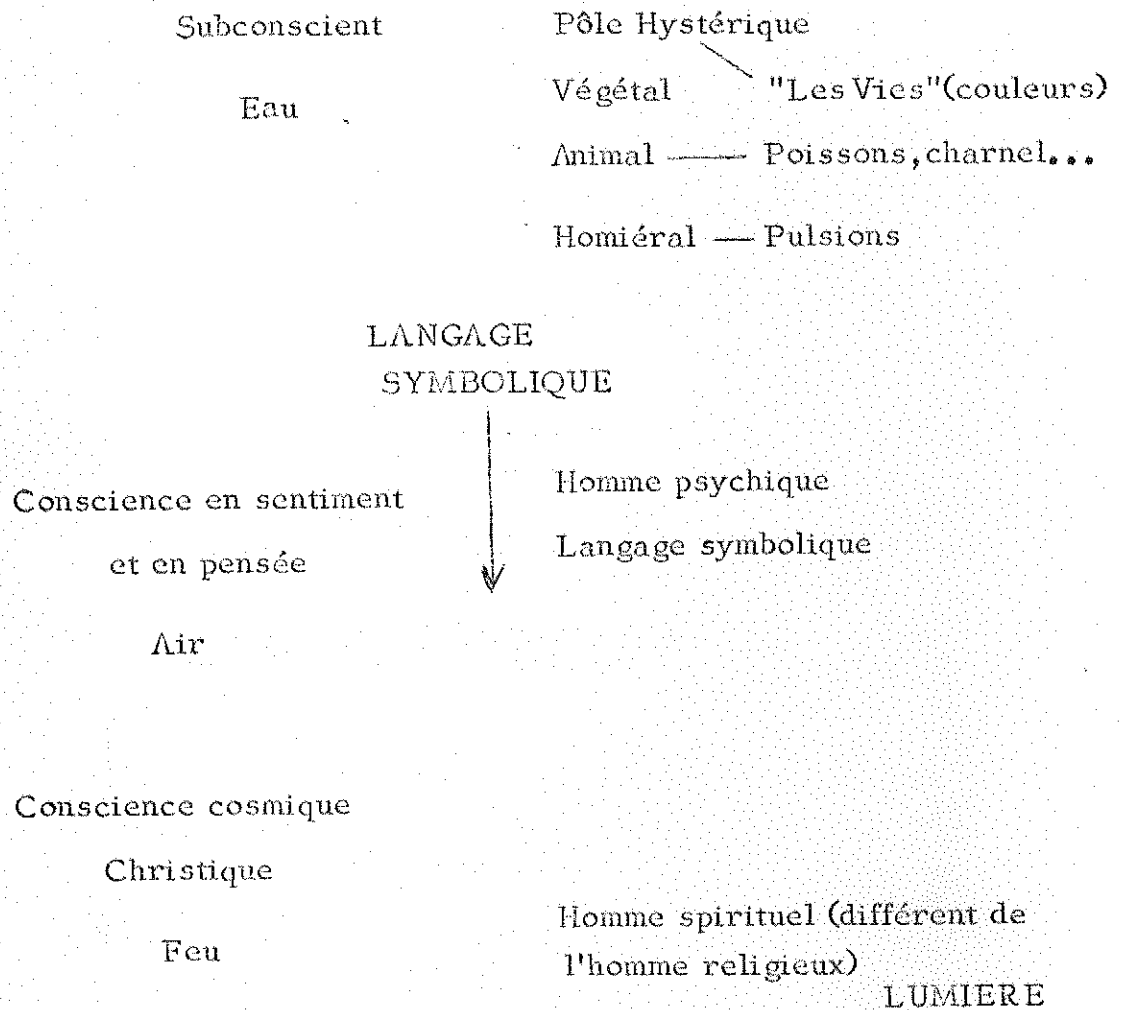 Subconscient Pôle Hystérique
Eau Végétal "Les Vies"(couleurs)
Animal —— Poissons,charnel...
Homiéral — Pulsions
LANGAGE
SYMBOLIQUE
Conscience en sentiment Homme psychique
et en pensée Langage symbolique
Air
Conscience cosmique
Christique
Feu Homme spirituel (différent de
l'homme religieux)
LUMIERE